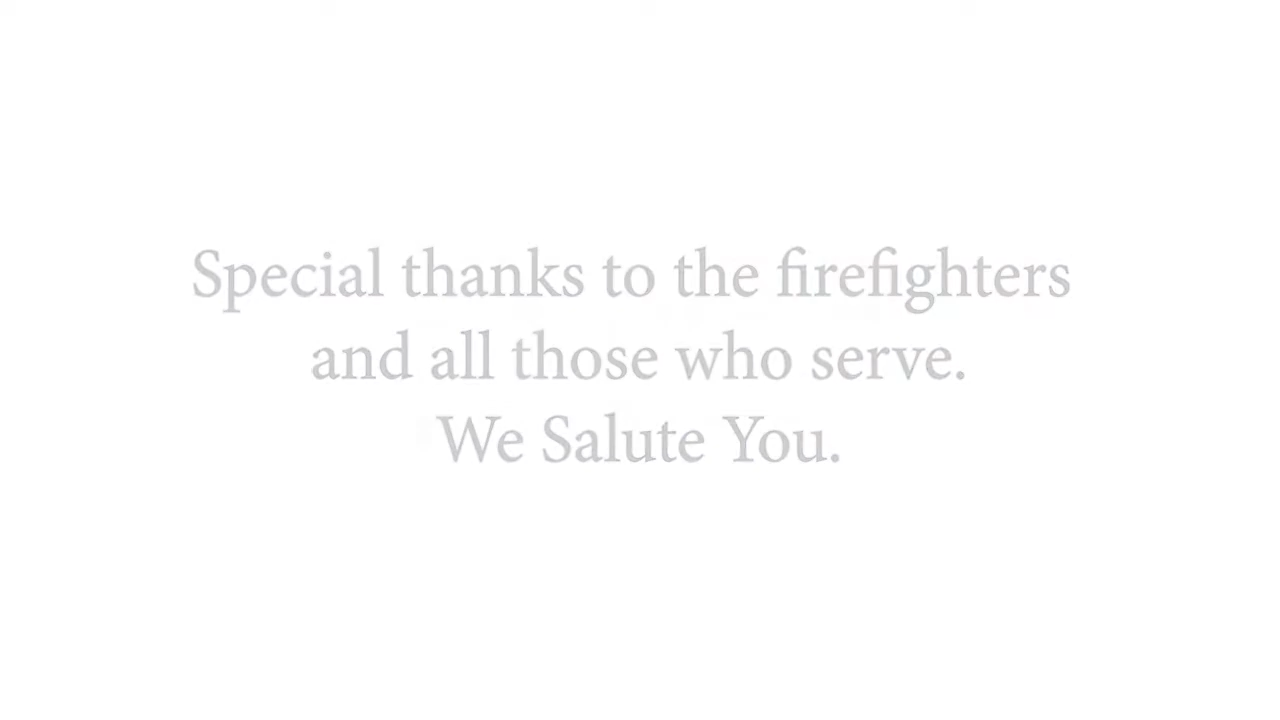 Special thanks to the firefighters
and all those who serve.
We Salute You.